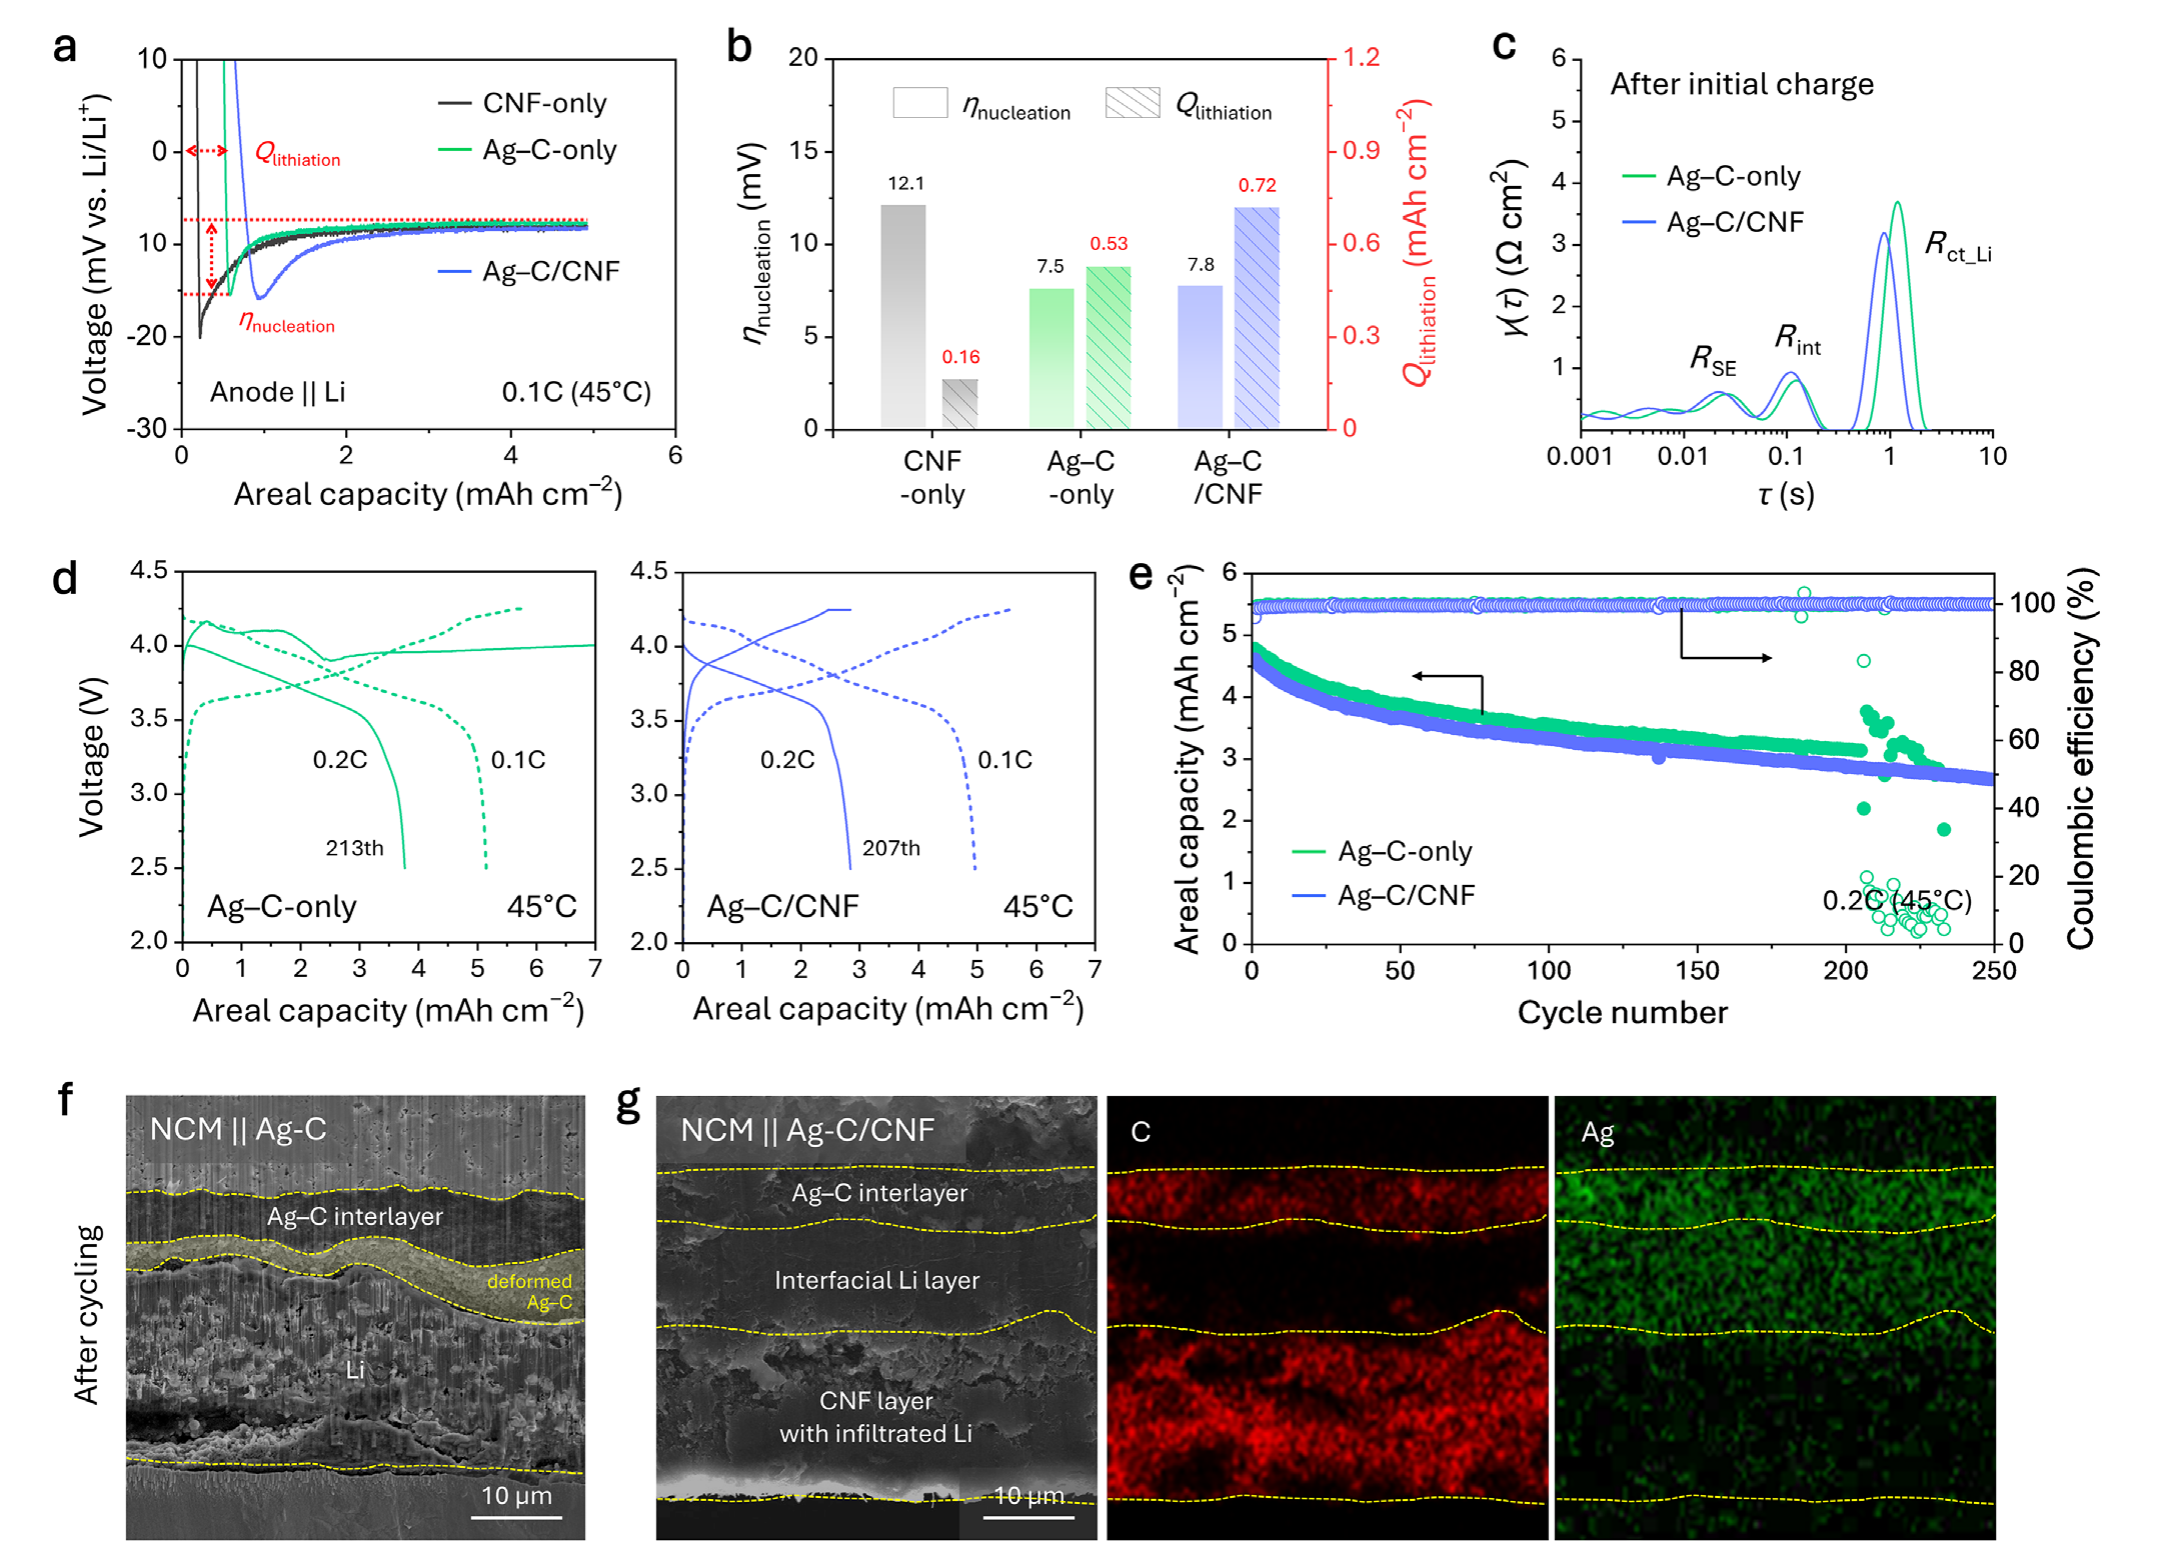 a
10
0
10
-20
-30
0
2
4
6
Voltage (mV vs. Li/Li⁺)
Areal capacity (mAh cm⁻²)
CNF-only
Ag–C-only
Ag–C/CNF
Qlithiation
ηnucleation
Anode || Li
0.1C (45°C)
b
20
15
10
5
0
1.2
0.9
0.6
0.3
0
ηnucleation (mV)
Qlithiation (mAh cm⁻²)
ηnucleation
Qlithiation
12.1
0.16
7.5
0.53
7.8
0.72
CNF
-only
Ag–C
-only
Ag–C
/CNF
c
6
5
4
3
2
1
0.001
0.01
0.1
1
10
γ(τ) (Ω cm²)
τ (s)
After initial charge
Ag–C-only
Ag–C/CNF
RSE
Rint
Rct_Li
d
4.5
4.0
3.5
3.0
2.5
2.0
0
1
2
3
4
5
6
7
Voltage (V)
Areal capacity (mAh cm⁻²)
0.2C
0.1C
213th
Ag–C-only
45°C
4.5
4.0
3.5
3.0
2.5
2.0
0
1
2
3
4
5
6
7
Areal capacity (mAh cm⁻²)
0.2C
0.1C
207th
Ag–C/CNF
45°C
e
6
5
4
3
2
1
0
100
80
60
40
20
0
0
50
100
150
200
250
Areal capacity (mAh cm⁻²)
Coulombic efficiency (%)
Cycle number
Ag–C-only
Ag–C/CNF
0.2C (45°C)
f
After cycling
NCM || Ag-C
Ag–C interlayer
deformed
Ag–C
Li
10 μm
g
NCM || Ag-C/CNF
Ag–C interlayer
Interfacial Li layer
CNF layer
with infiltrated Li
10 μm
C
Ag